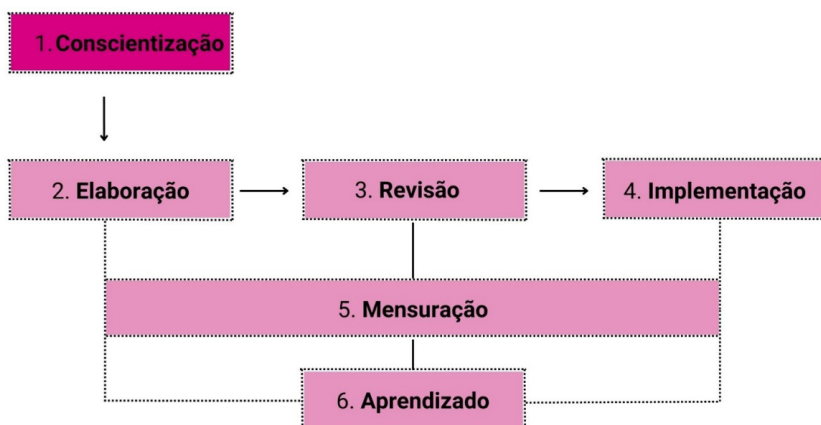 1. Conscientização
2. Elaboração
3. Revisão
4. Implementação
5. Mensuração
6. Aprendizado